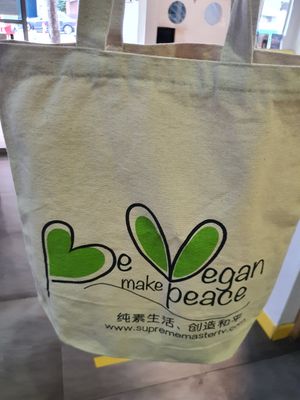 Be Vegan
make peace
纯素生活、创造和平
www.suprememastertv.com